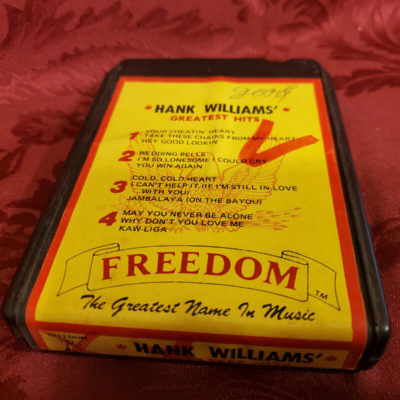 good
* HANK WILLIAMS' *
GREATEST HITS
1 YOUR CHEATIN' HEART
TAKE THESE CHAINS FROM MY HEART
HEY GOOD LOOKIN'
2 WEDDING BELLS
I'M SO LONESOME I COULD CRY
YOU WIN AGAIN
3 COLD, COLD HEART
I CAN'T HELP IT (IF I'M STILL IN LOVE
WITH YOU)
JAMBALAYA (ON THE BAYOU)
4 MAY YOU NEVER BE ALONE
WHY DON'T YOU LOVE ME
KAW-LIGA
FREEDOM
TM
The Greatest Name In Music
FREEDOM
* HANK WILLIAMS' *